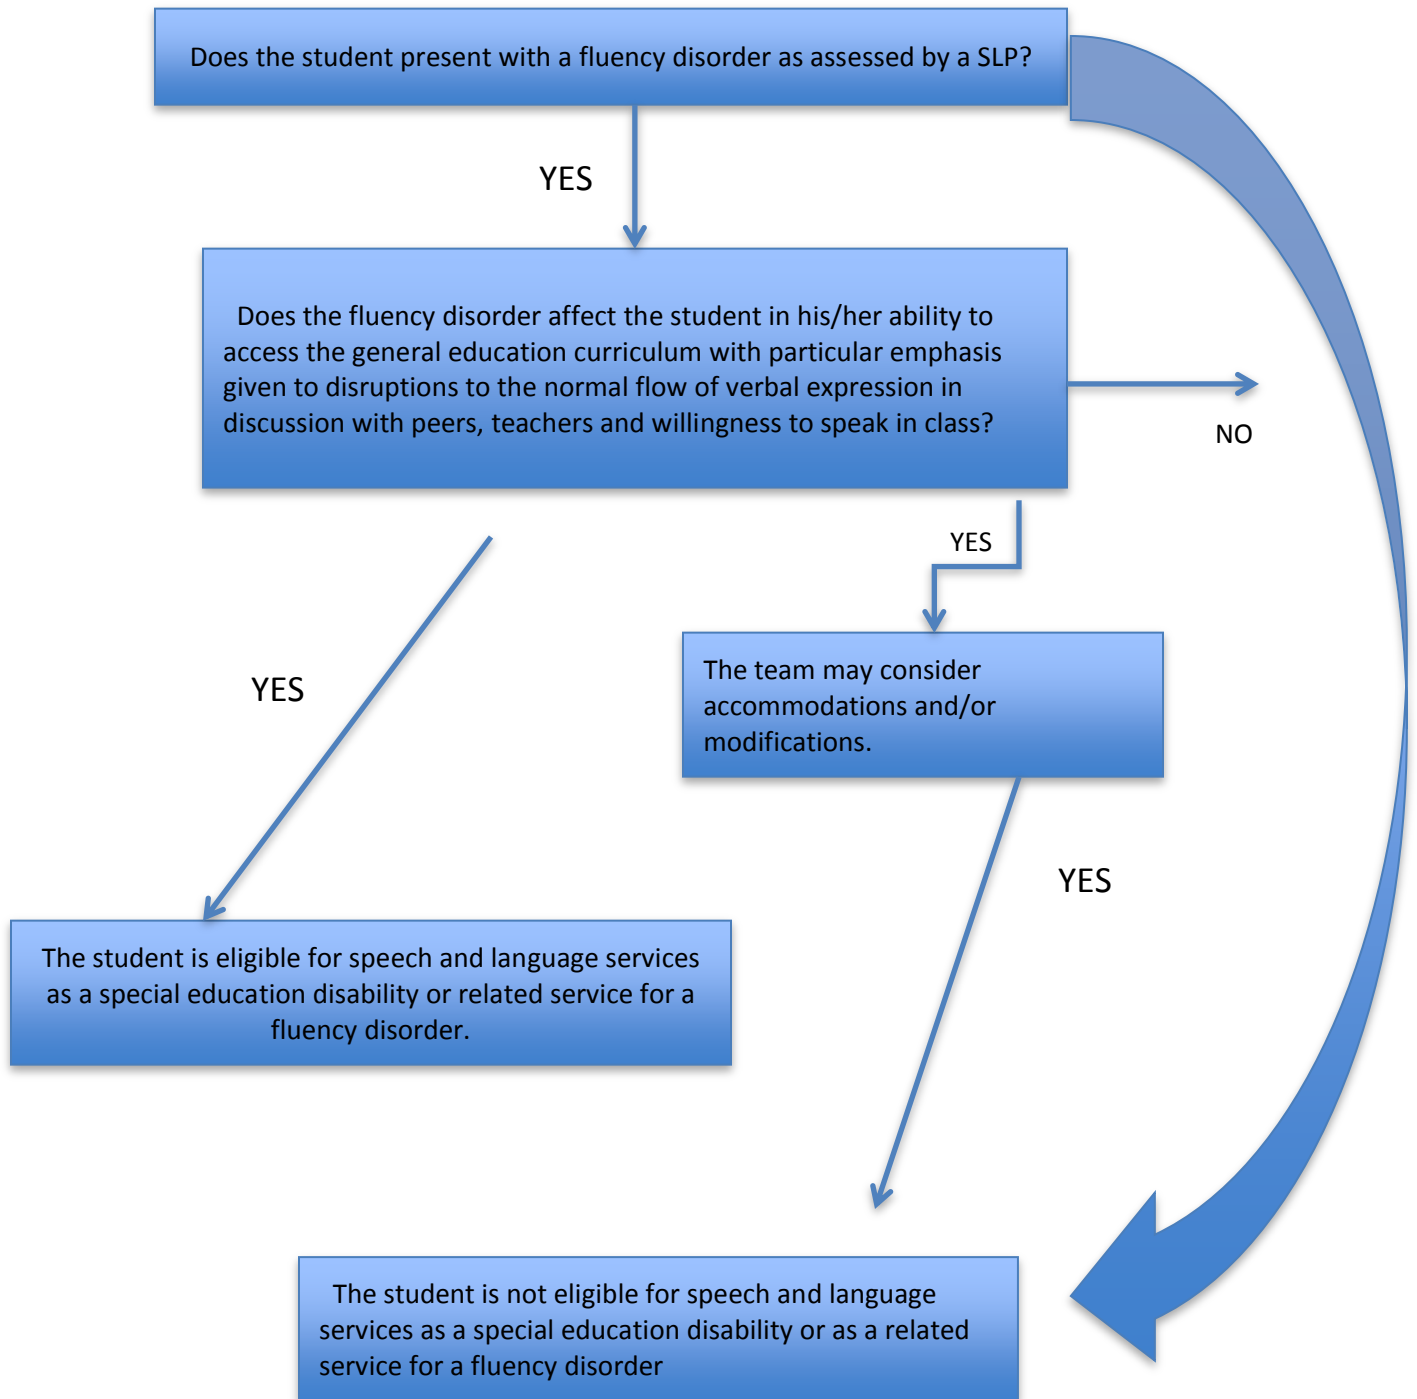 Does the student present with a fluency disorder as assessed by a SLP?
YES
Does the fluency disorder affect the student in his/her ability to
access the general education curriculum with particular emphasis
given to disruptions to the normal flow of verbal expression in
discussion with peers, teachers and willingness to speak in class?
NO
YES
The team may consider
accommodations and/or
modifications.
YES
YES
The student is eligible for speech and language services
as a special education disability or related service for a
fluency disorder.
The student is not eligible for speech and language
services as a special education disability or as a related
service for a fluency disorder